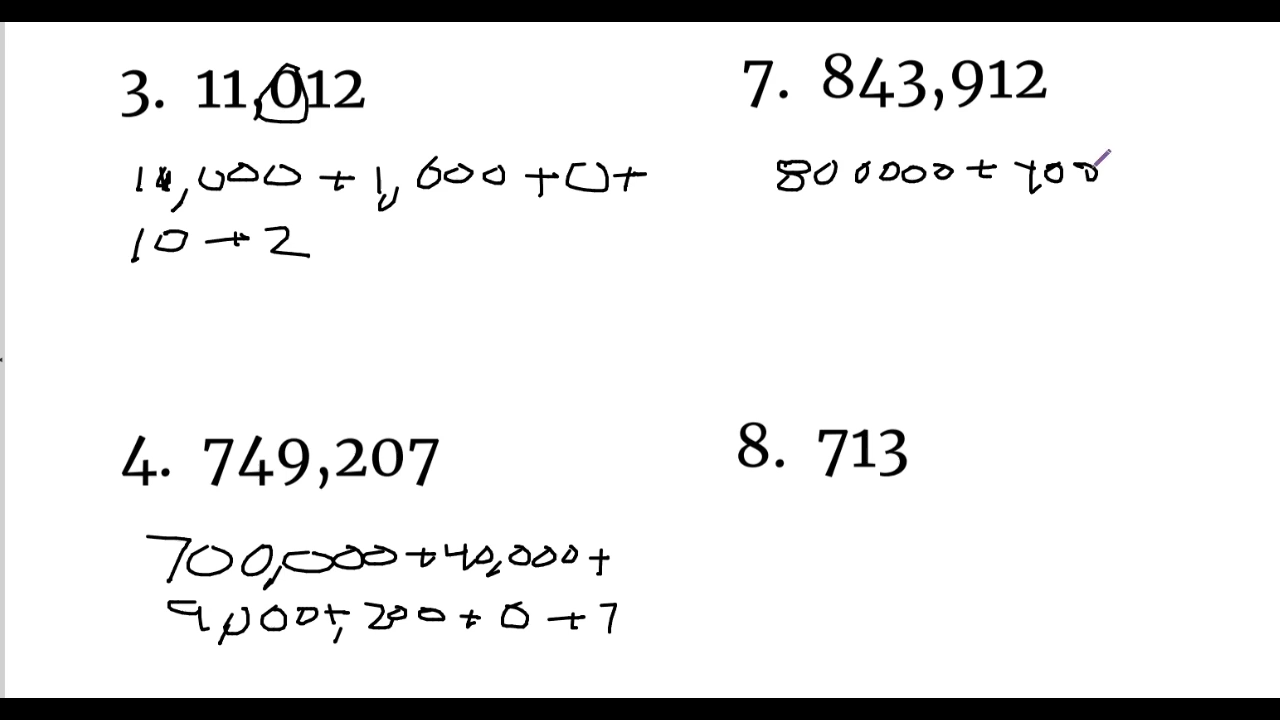 3. 11,012
10,000 + 1,000 + 0 +
10 + 2
4. 749,207
700,000 + 40,000 +
9,000 + 200 + 0 + 7
7. 843,912
800000 + 400
8. 713